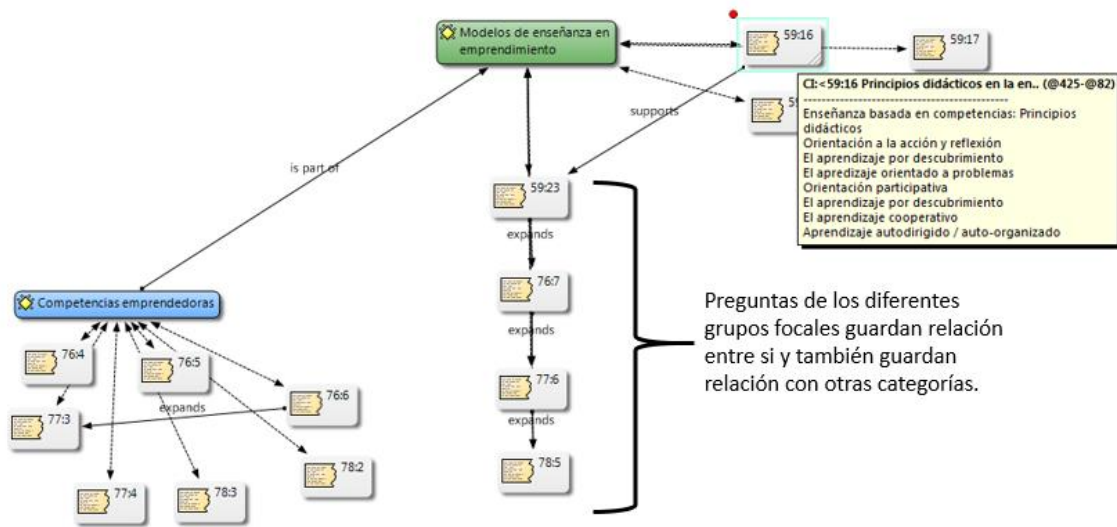 Modelos de enseñanza en
emprendimiento
59:16
59:17
CI:<59:16 Principios didácticos en la en.. (@425-@82)
----------------------------------------
Enseñanza basada en competencias: Principios
didácticos
Orientación a la acción y reflexión
El aprendizaje por descubrimiento
El apredizaje orientado a problemas
Orientación participativa
El aprendizaje por descubrimiento
El aprendizaje cooperativo
Aprendizaje autodirigido / auto-organizado
supports
is part of
59:23
expands
76:7
expands
77:6
expands
78:5
Preguntas de los diferentes
grupos focales guardan relación
entre si y también guardan
relación con otras categorías.
Competencias emprendedoras
76:4
76:5
76:6
expands
77:3
78:2
77:4
78:3